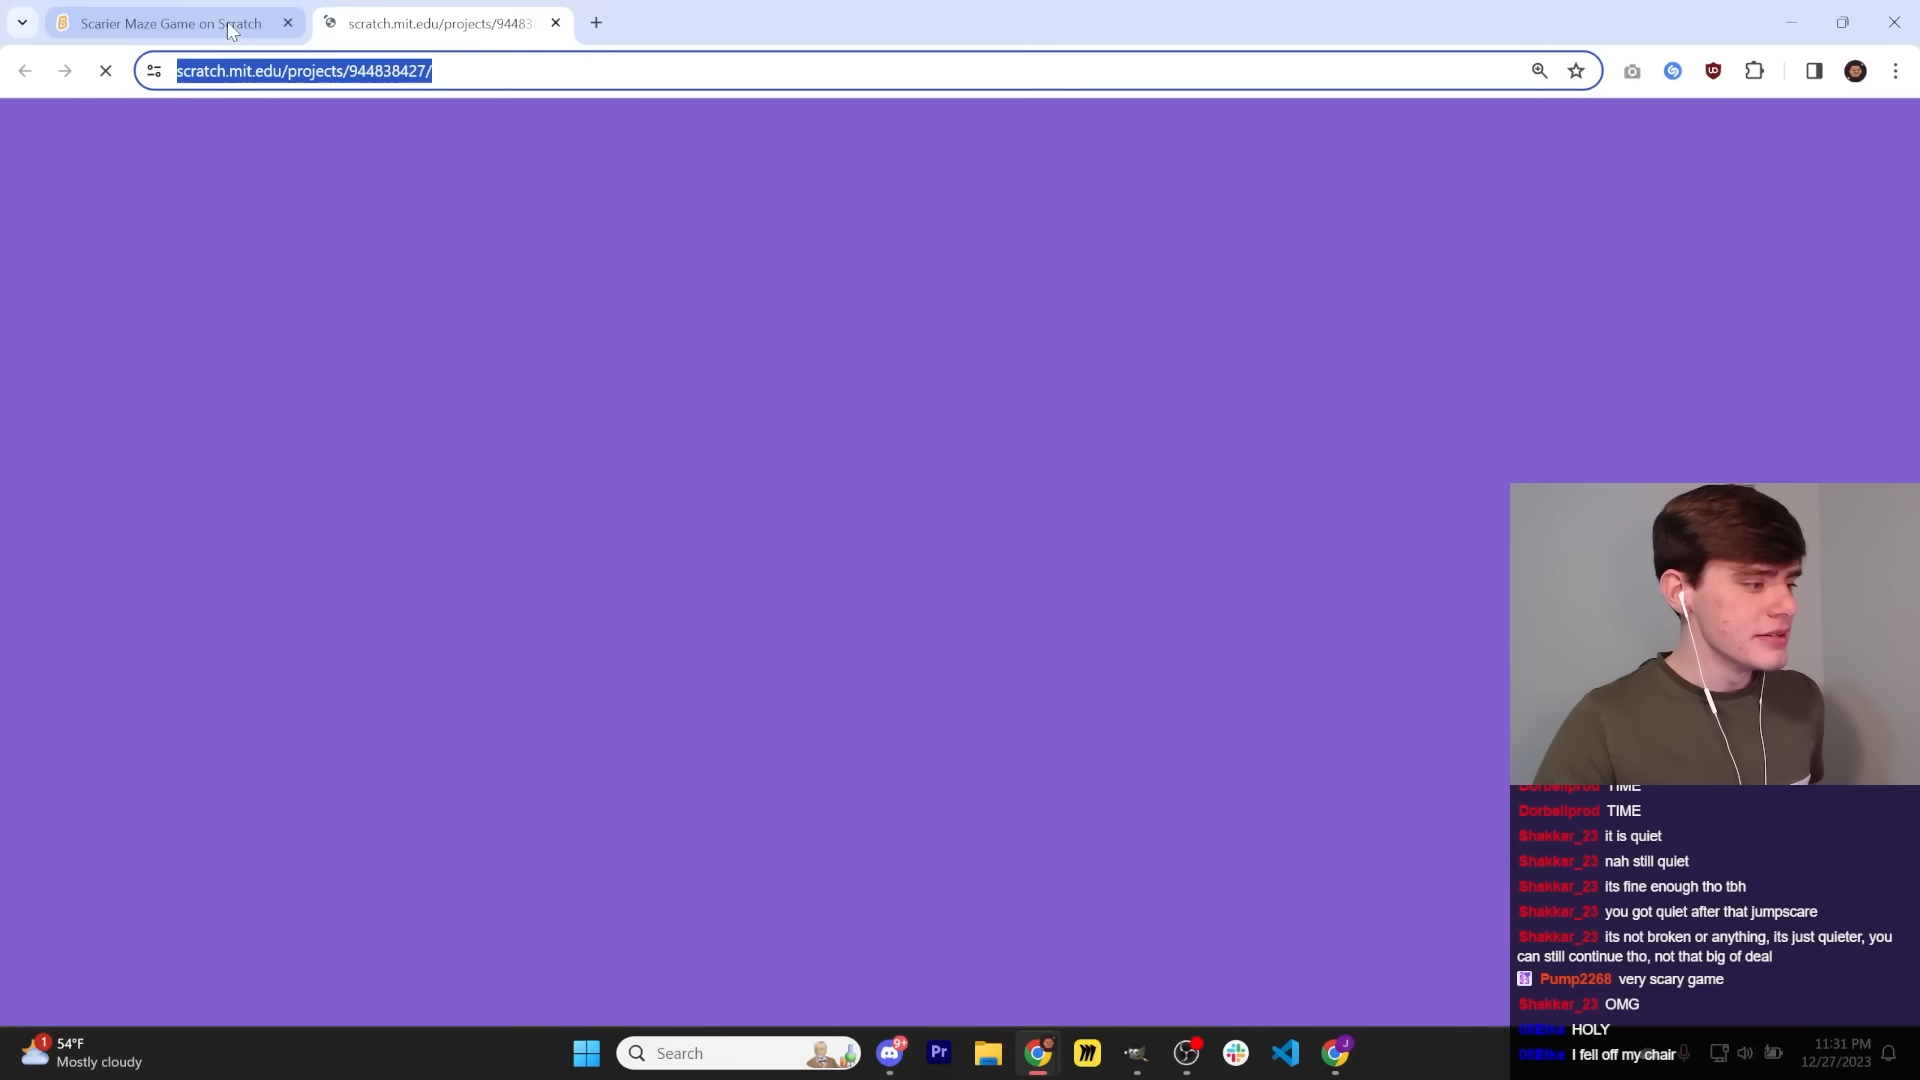 Scarier Maze Game on Scratch
scratch.mit.edu/projects/94483
scratch.mit.edu/projects/944838427/
Dorbellprod TIME
Dorbellprod TIME
Shakkar_23 it is quiet
Shakkar_23 nah still quiet
Shakkar_23 its fine enough tho tbh
Shakkar_23 you got quiet after that jumpscare
Shakkar_23 its not broken or anything, its just quieter, you
can still continue tho, not that big of deal
Pump2268 very scary game
Shakkar_23 OMG
HOLY
I fell off my chair
1
54°F
Mostly cloudy
Search
9+
Pr
J
11:31 PM
12/27/2023